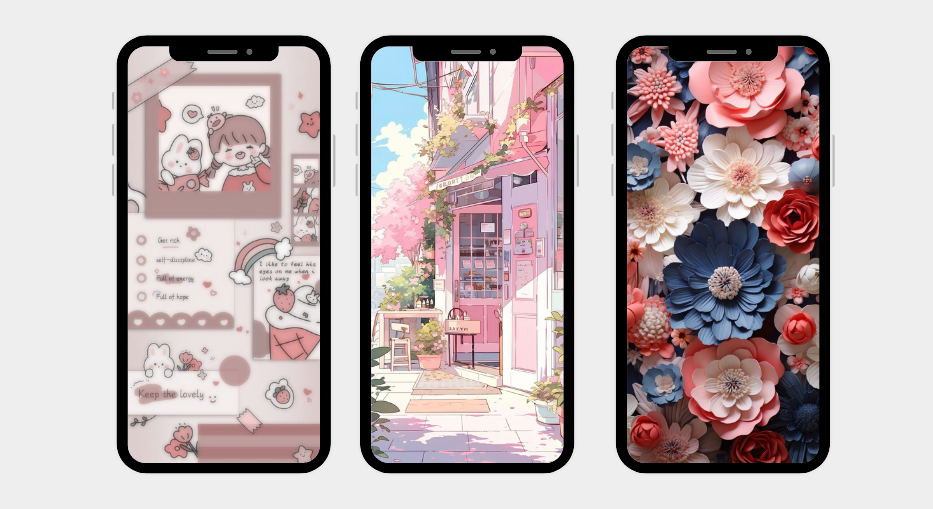 Get rich
self-discipline
Full of energy
Full of hope
I like to feel his
eyes on me when I
look away
Keep the lovely